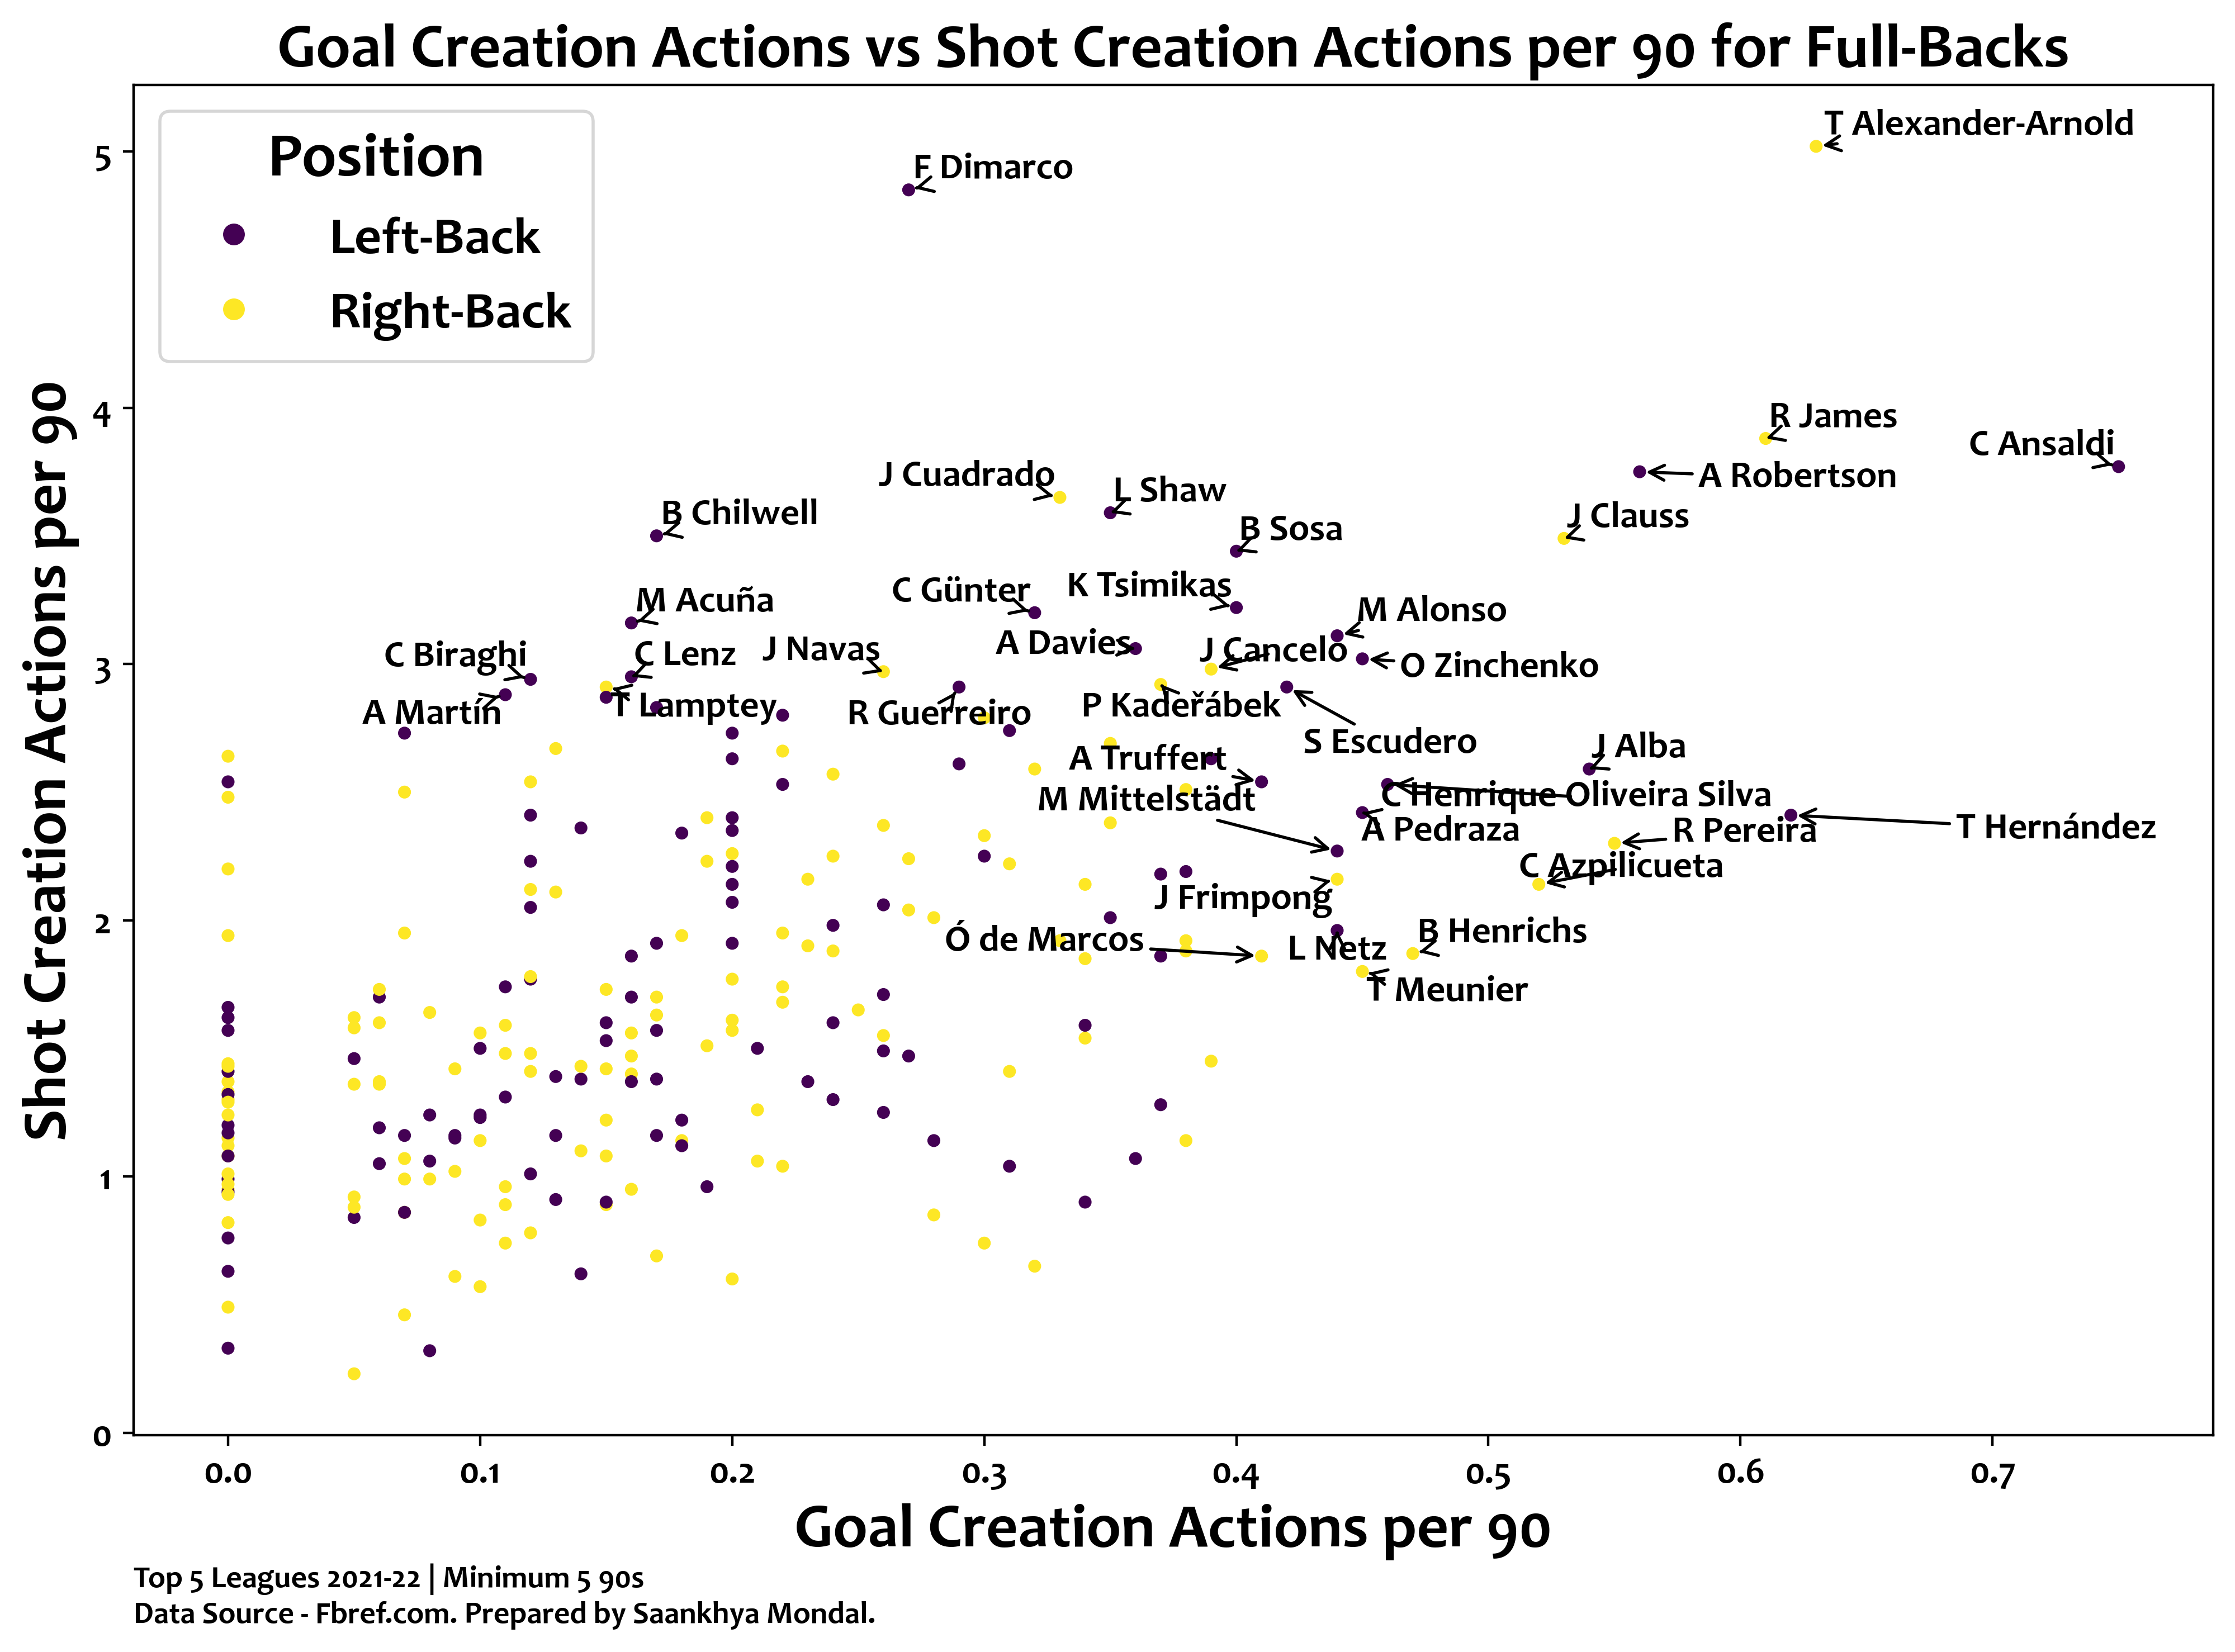 Goal Creation Actions vs Shot Creation Actions per 90 for Full-Backs
Position
Left-Back
Right-Back
Shot Creation Actions per 90
5
4
3
2
1
0
T Alexander-Arnold
F Dimarco
R James
C Ansaldi
A Robertson
J Cuadrado
L Shaw
J Clauss
B Chilwell
B Sosa
K Tsimikas
C Günter
M Acuña
M Alonso
A Davies
J Cancelo
J Navas
C Lenz
C Biraghi
O Zinchenko
A Martín
T Lamptey
R Guerreiro
P Kadeřábek
S Escudero
J Alba
A Truffert
M Mittelstädt
C Henrique Oliveira Silva
A Pedraza
R Pereira
T Hernández
C Azpilicueta
J Frimpong
Ó de Marcos
L Netz
B Henrichs
T Meunier
0.0 0.1 0.2 0.3 0.4 0.5 0.6 0.7
Goal Creation Actions per 90
Top 5 Leagues 2021-22 | Minimum 5 90s
Data Source - Fbref.com. Prepared by Saankhya Mondal.